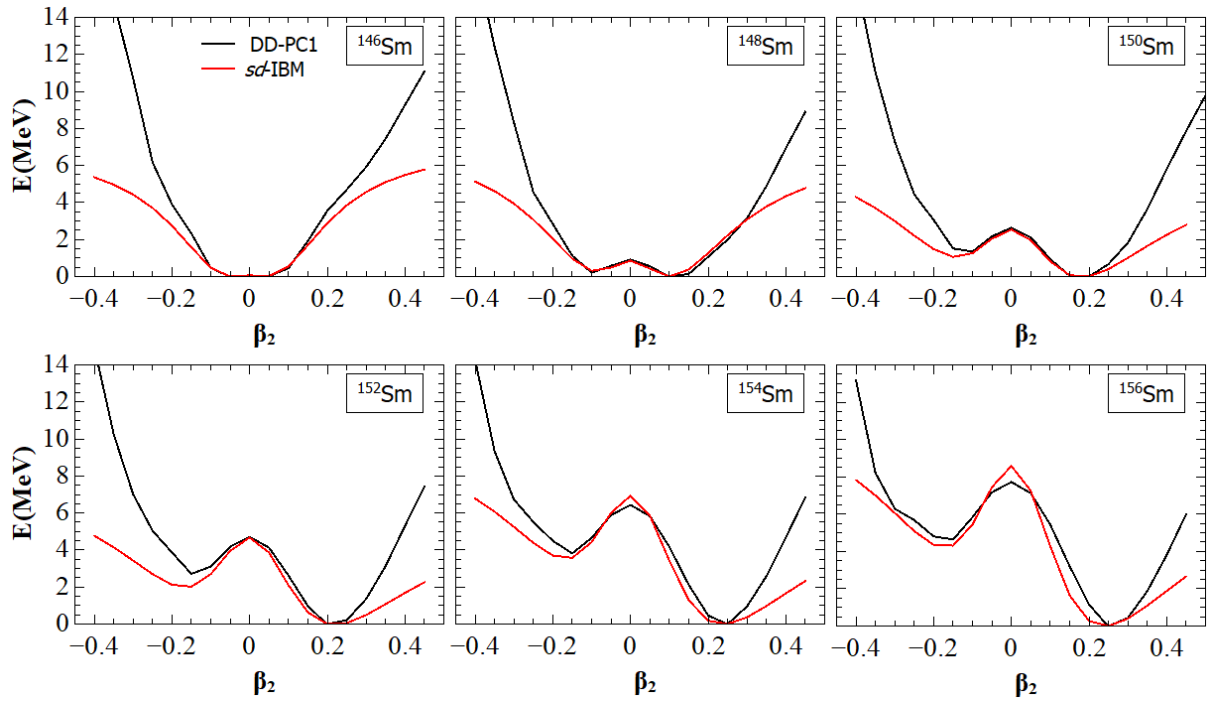 14
12
10
8
6
4
2
0
E(MeV)
DD-PC1
sd-IBM
¹⁴⁶Sm
¹⁴⁸Sm
¹⁵⁰Sm
−0.4 −0.2 0 0.2 0.4
−0.4 −0.2 0 0.2 0.4
−0.4 −0.2 0 0.2 0.4
β₂
β₂
β₂
14
12
10
8
6
4
2
0
E(MeV)
¹⁵²Sm
¹⁵⁴Sm
¹⁵⁶Sm
−0.4 −0.2 0 0.2 0.4
−0.4 −0.2 0 0.2 0.4
−0.4 −0.2 0 0.2 0.4
β₂
β₂
β₂